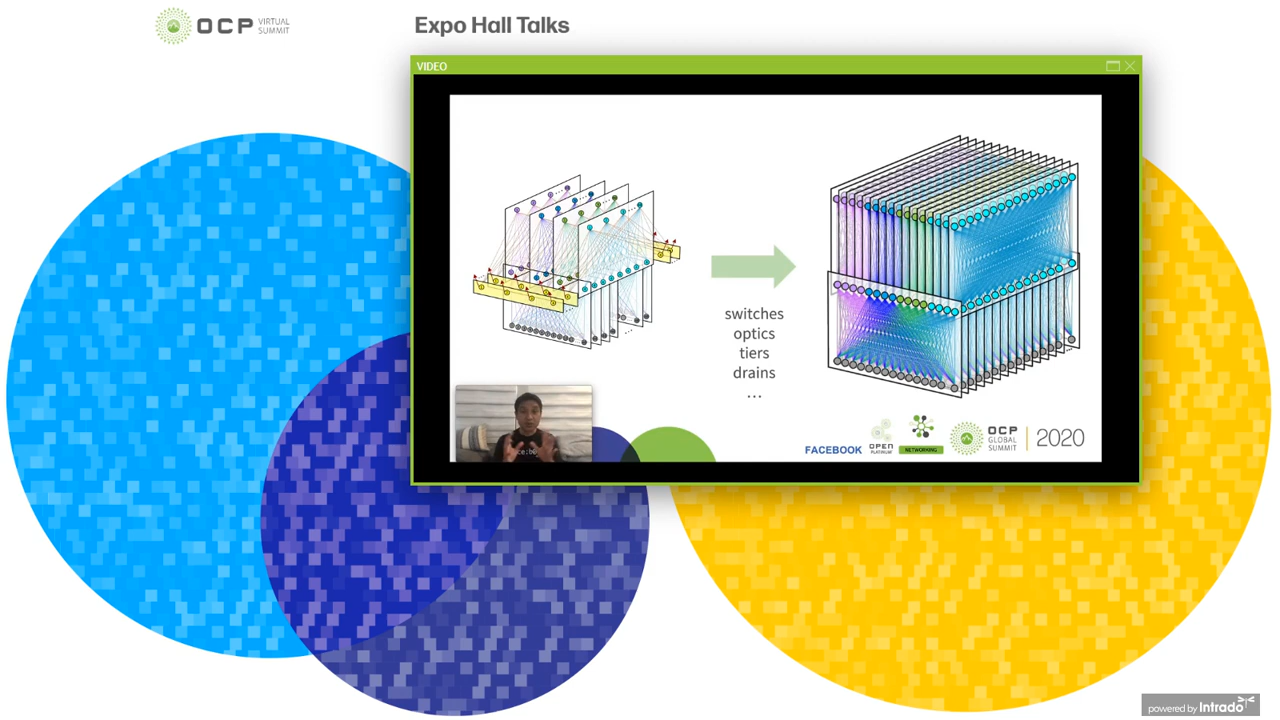 OCP
VIRTUAL
SUMMIT
Expo Hall Talks
VIDEO
switches
optics
tiers
drains
...
FACEBOOK
OPEN
PLATINUM
NETWORKING
OCP
GLOBAL
SUMMIT
2020
powered by Intrado